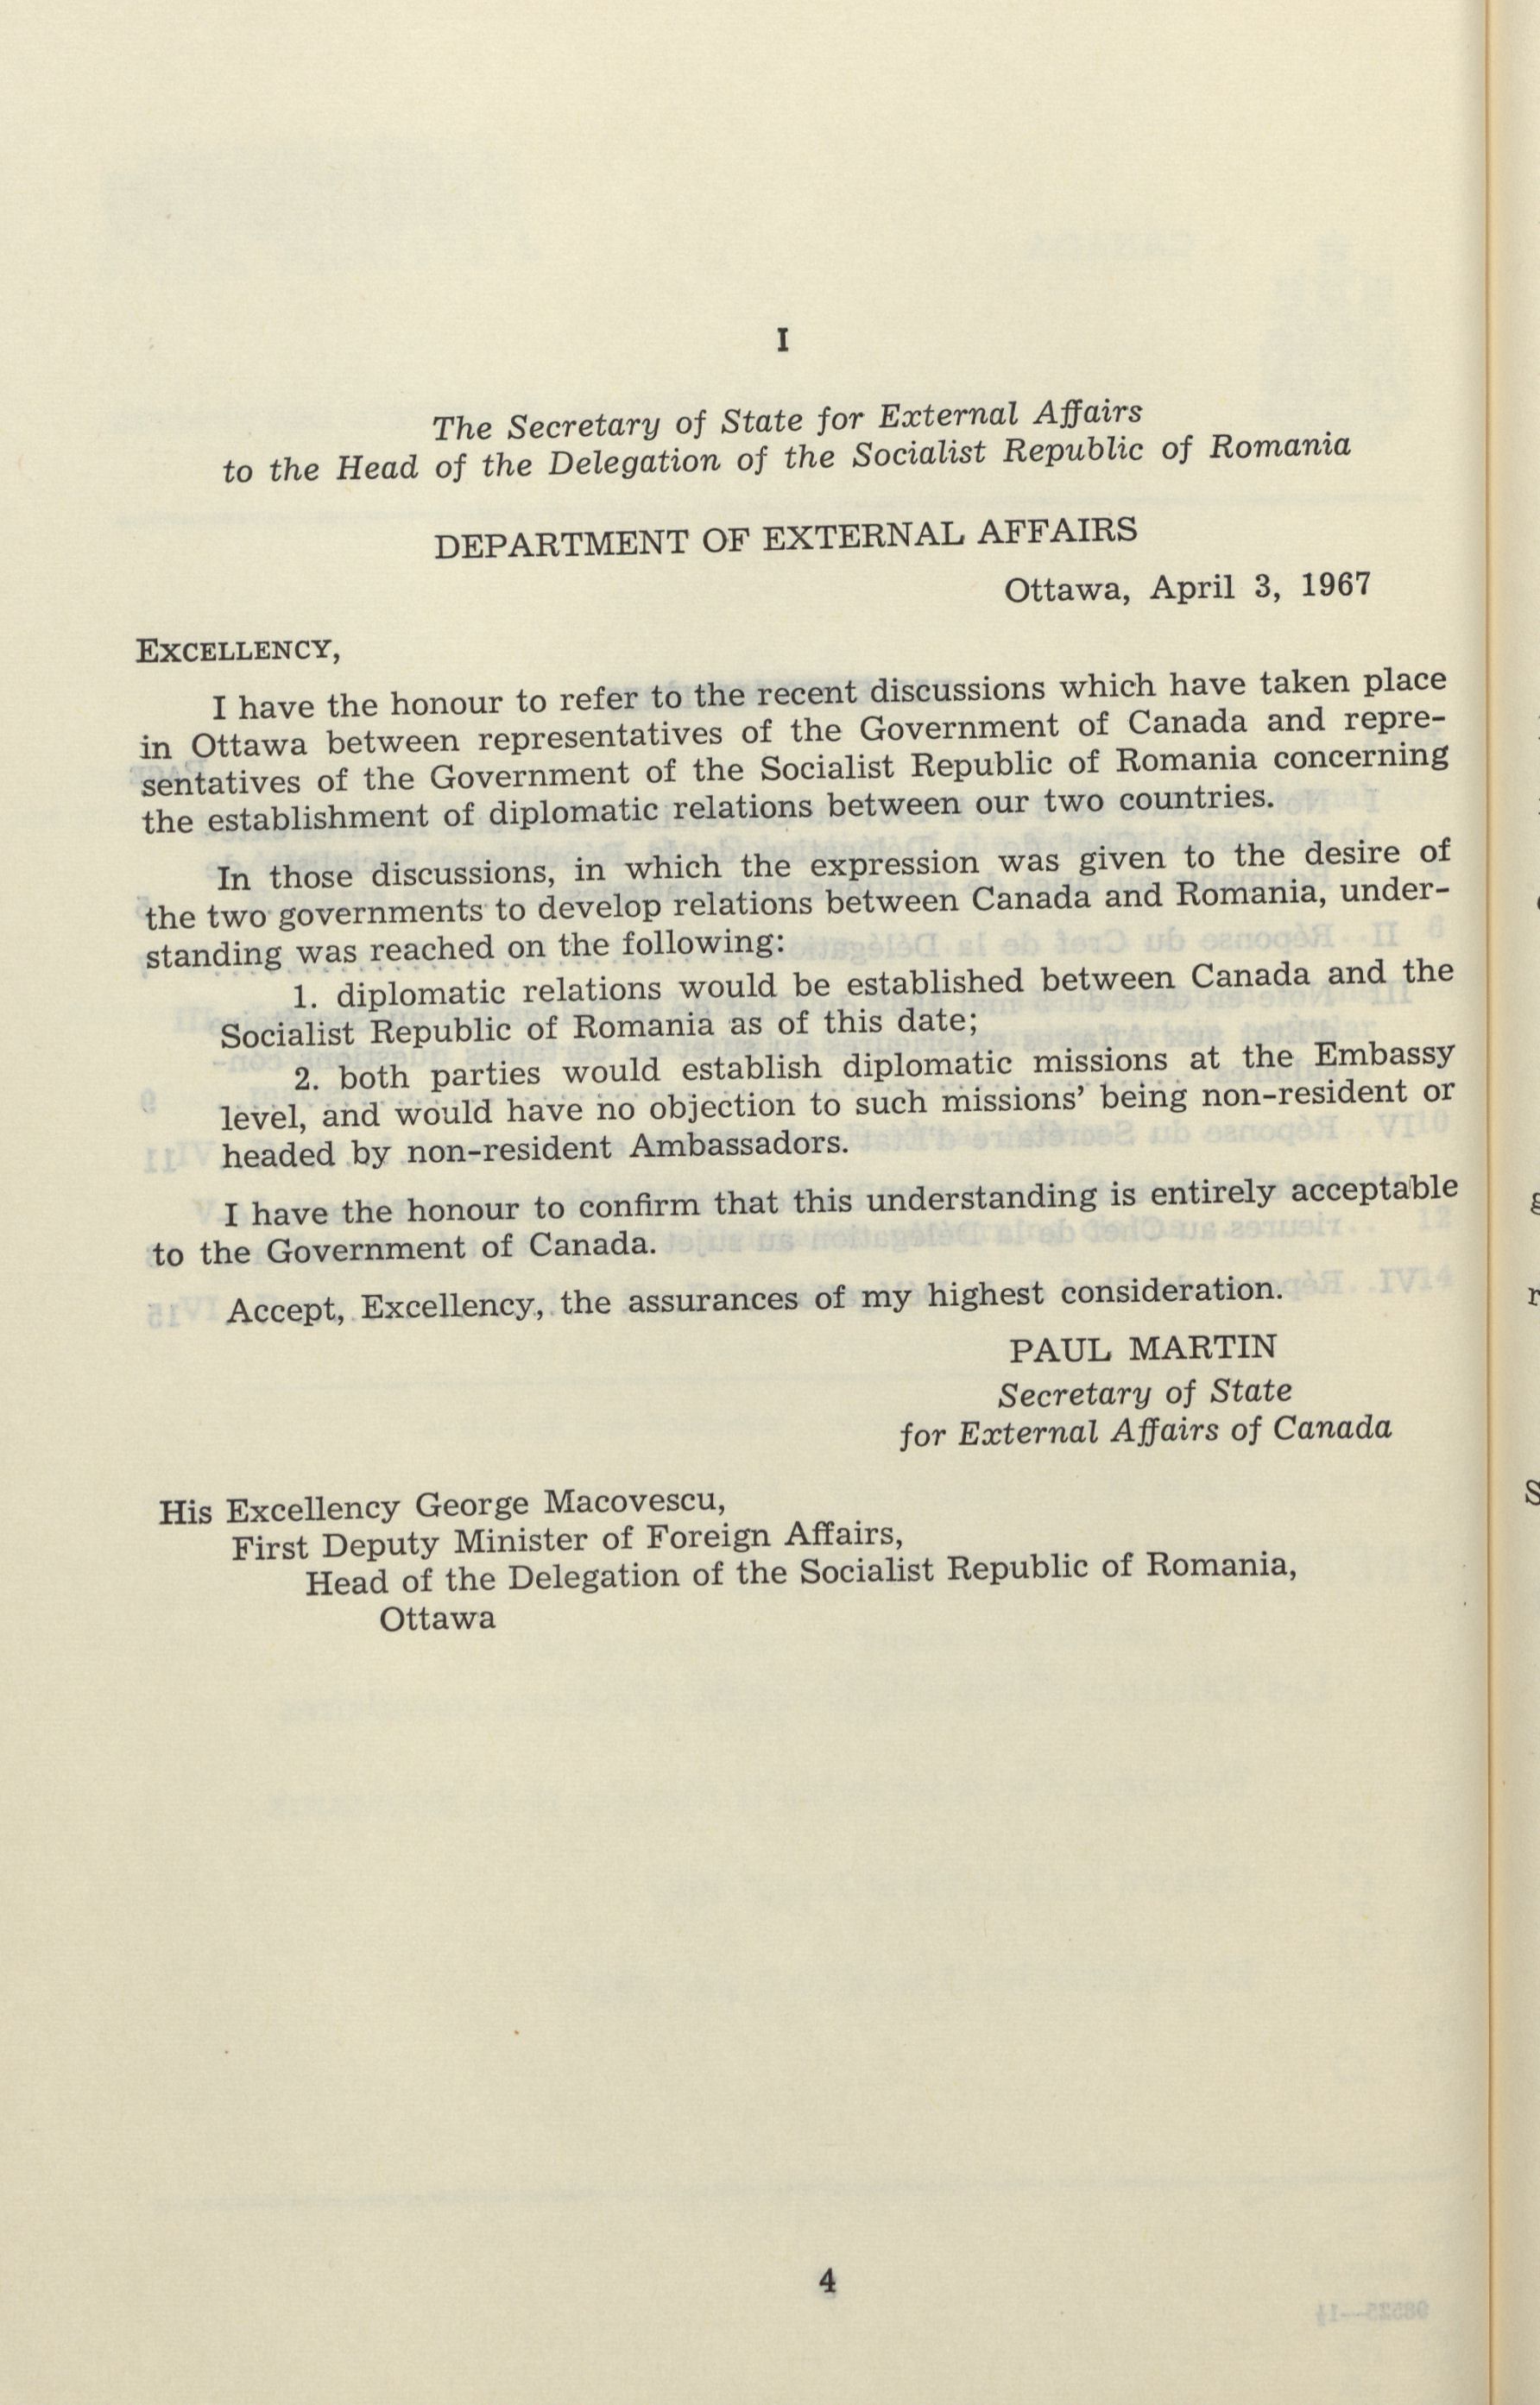 I
The Secretary of State for External Affairs
to the Head of the Delegation of the Socialist Republic of Romania
DEPARTMENT OF EXTERNAL AFFAIRS
Ottawa, April 3, 1967
EXCELLENCY,
I have the honour to refer to the recent discussions which have taken place
in Ottawa between representatives of the Government of Canada and repre-
sentatives of the Government of the Socialist Republic of Romania concerning
the establishment of diplomatic relations between our two countries.
In those discussions, in which the expression was given to the desire of
the two governments to develop relations between Canada and Romania, under-
standing was reached on the following:
1. diplomatic relations would be established between Canada and the
Socialist Republic of Romania as of this date;
2. both parties would establish diplomatic missions at the Embassy
level, and would have no objection to such missions’ being non-resident or
headed by non-resident Ambassadors.
I have the honour to confirm that this understanding is entirely acceptable
to the Government of Canada.
Accept, Excellency, the assurances of my highest consideration.
PAUL MARTIN
Secretary of State
for External Affairs of Canada
His Excellency George Macovescu,
First Deputy Minister of Foreign Affairs,
Head of the Delegation of the Socialist Republic of Romania,
Ottawa
4